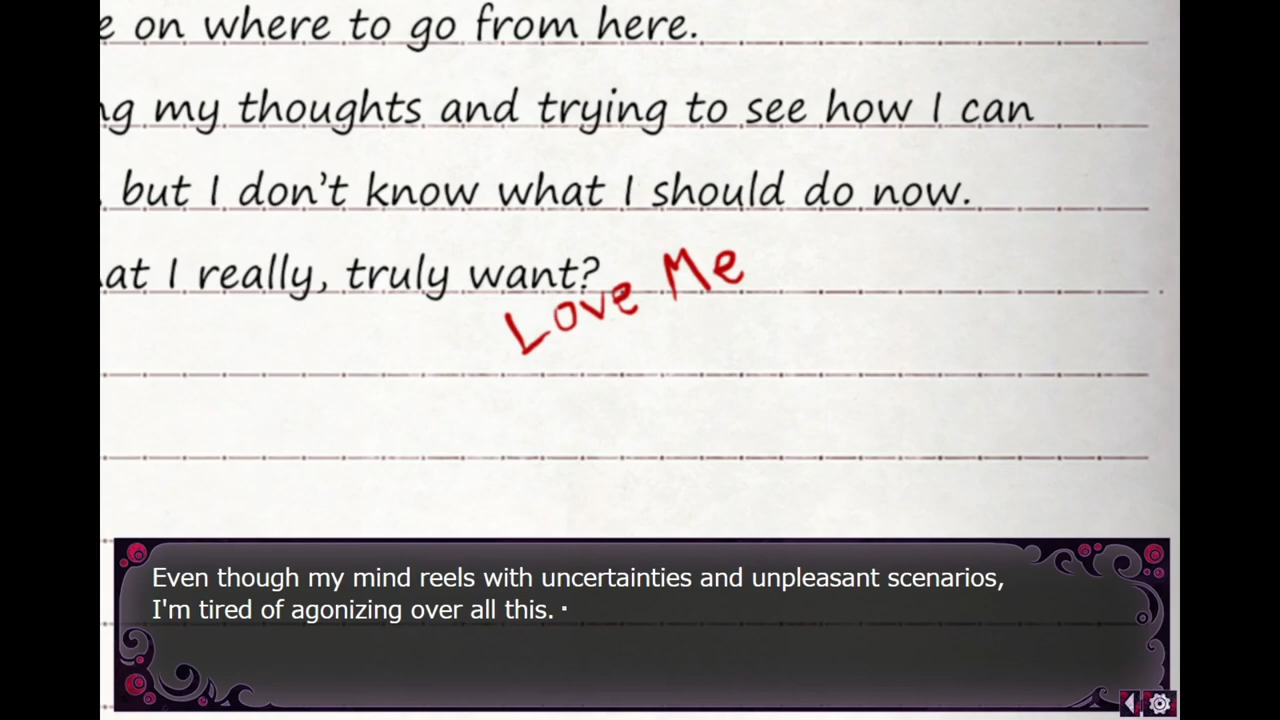 e on where to go from here.
ng my thoughts and trying to see how I can
but I don't know what I should do now.
at I really, truly want?
Love Me
Even though my mind reels with uncertainties and unpleasant scenarios,
I'm tired of agonizing over all this.